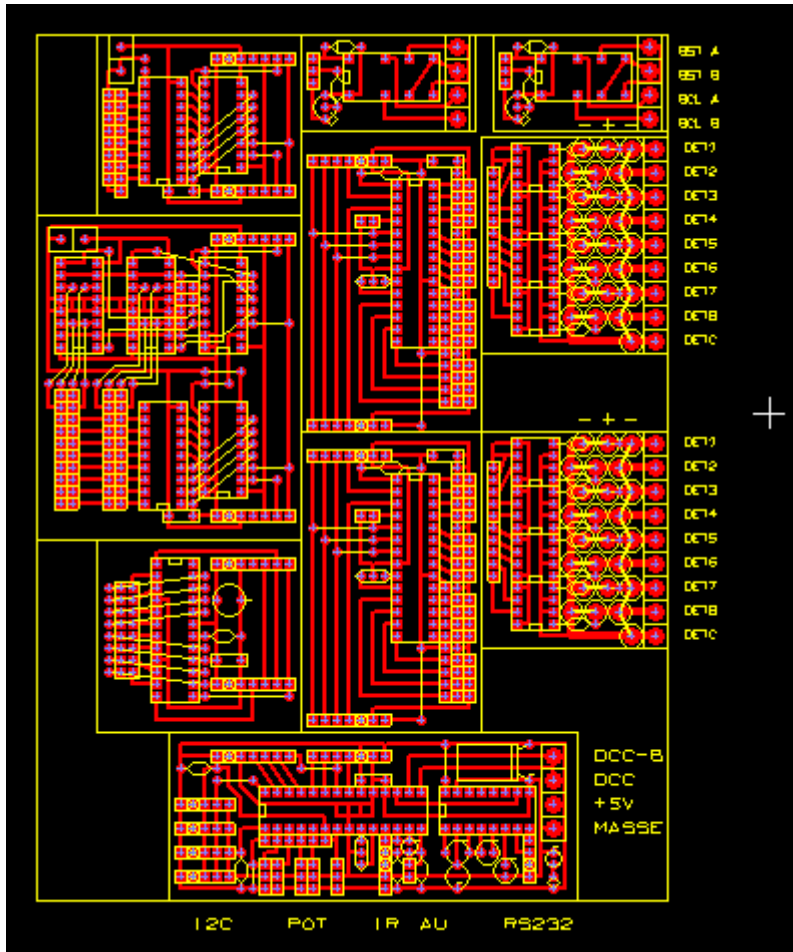 BST A
BST B
BCL A
BCL B
- + -
DET1
DET2
DET3
DET4
DET5
DET6
DET7
DET8
DETC
- + -
DET1
DET2
DET3
DET4
DET5
DET6
DET7
DET8
DETC
DCC-B
DCC
+5V
MASSE
I2C POT IR AU RS232